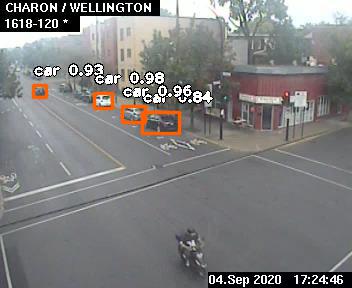 CHARON / WELLINGTON
1618-120 *
car 0.93
car 0.98
car 0.96
car 0.84
04.Sep 2020 17:24:46